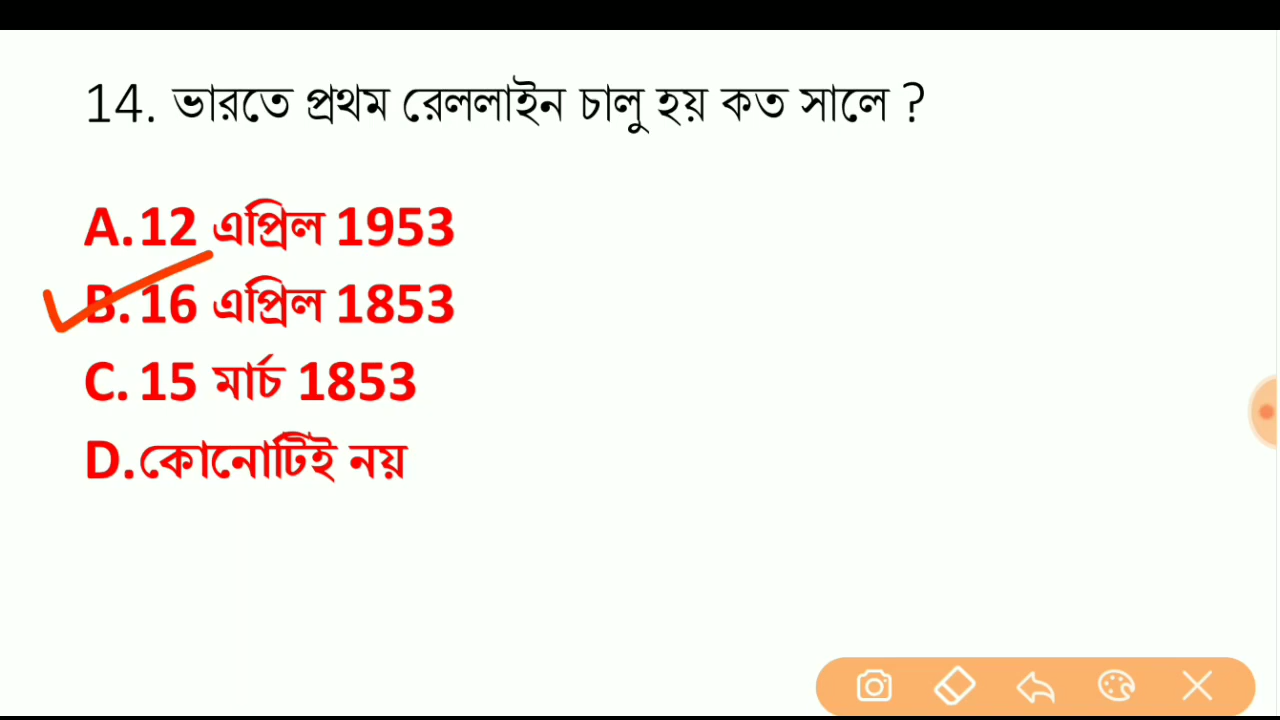 14. ভারতে প্রথম রেললাইন চালু হয় কত সালে ?
A. 12 এপ্রিল 1953
B. 16 এপ্রিল 1853
C. 15 মার্চ 1853
D. কোনোটিই নয়